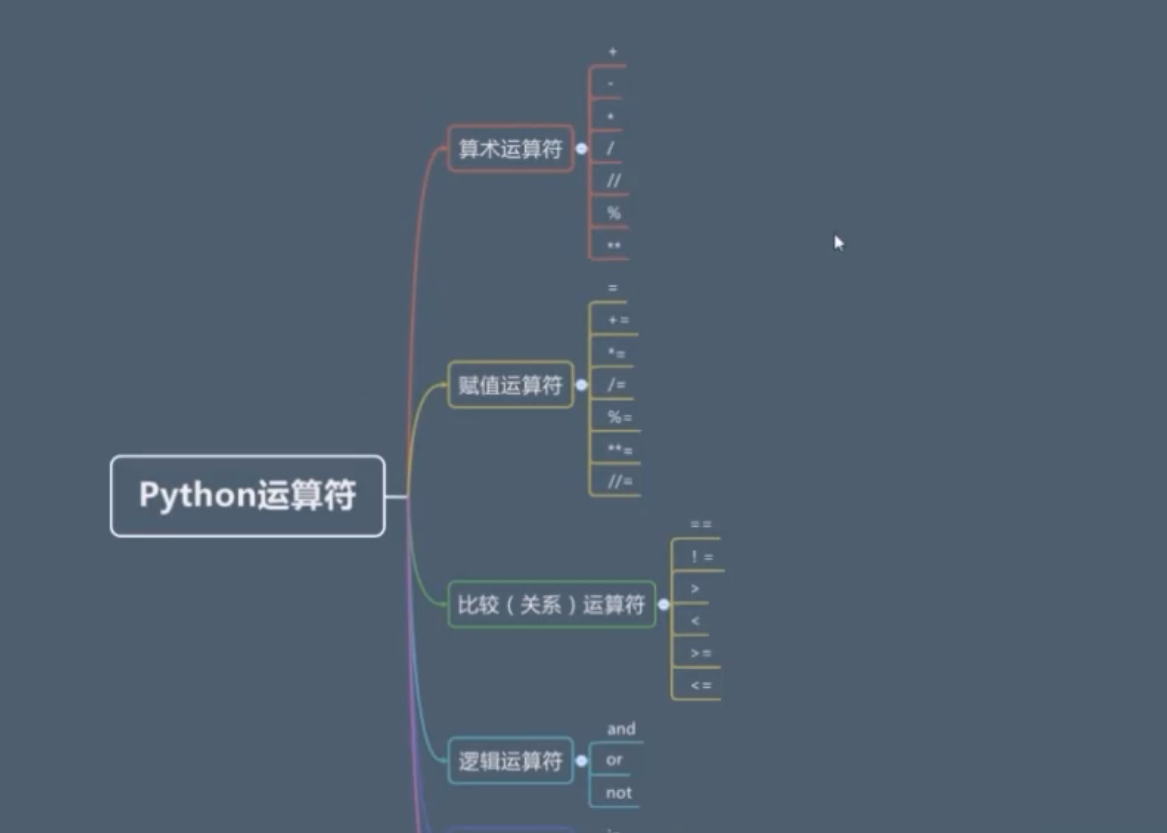 Python运算符
算术运算符
+
-
*
/
//
%
**
赋值运算符
=
+=
*=
/=
%=
**=
//=
比较（关系）运算符
==
! =
>
<
>=
<=
逻辑运算符
and
or
not